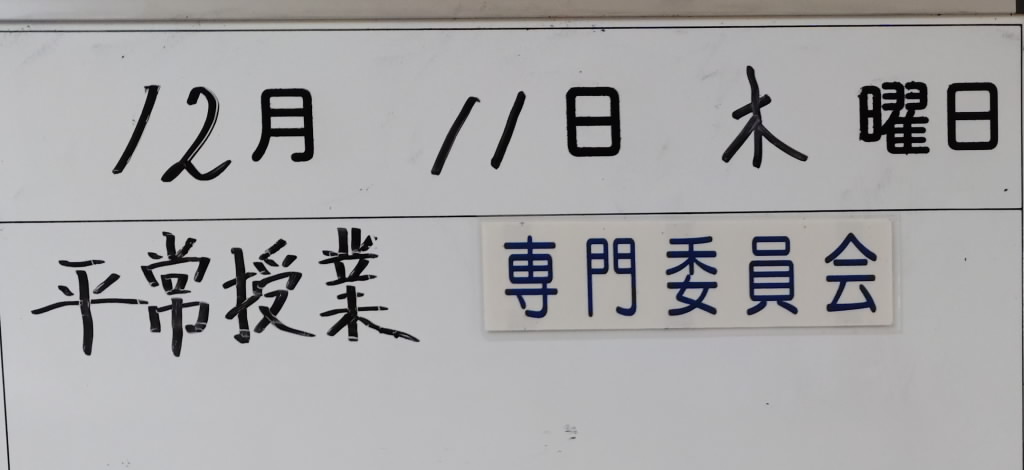 12月 11日 木曜日
平常授業 専門委員会